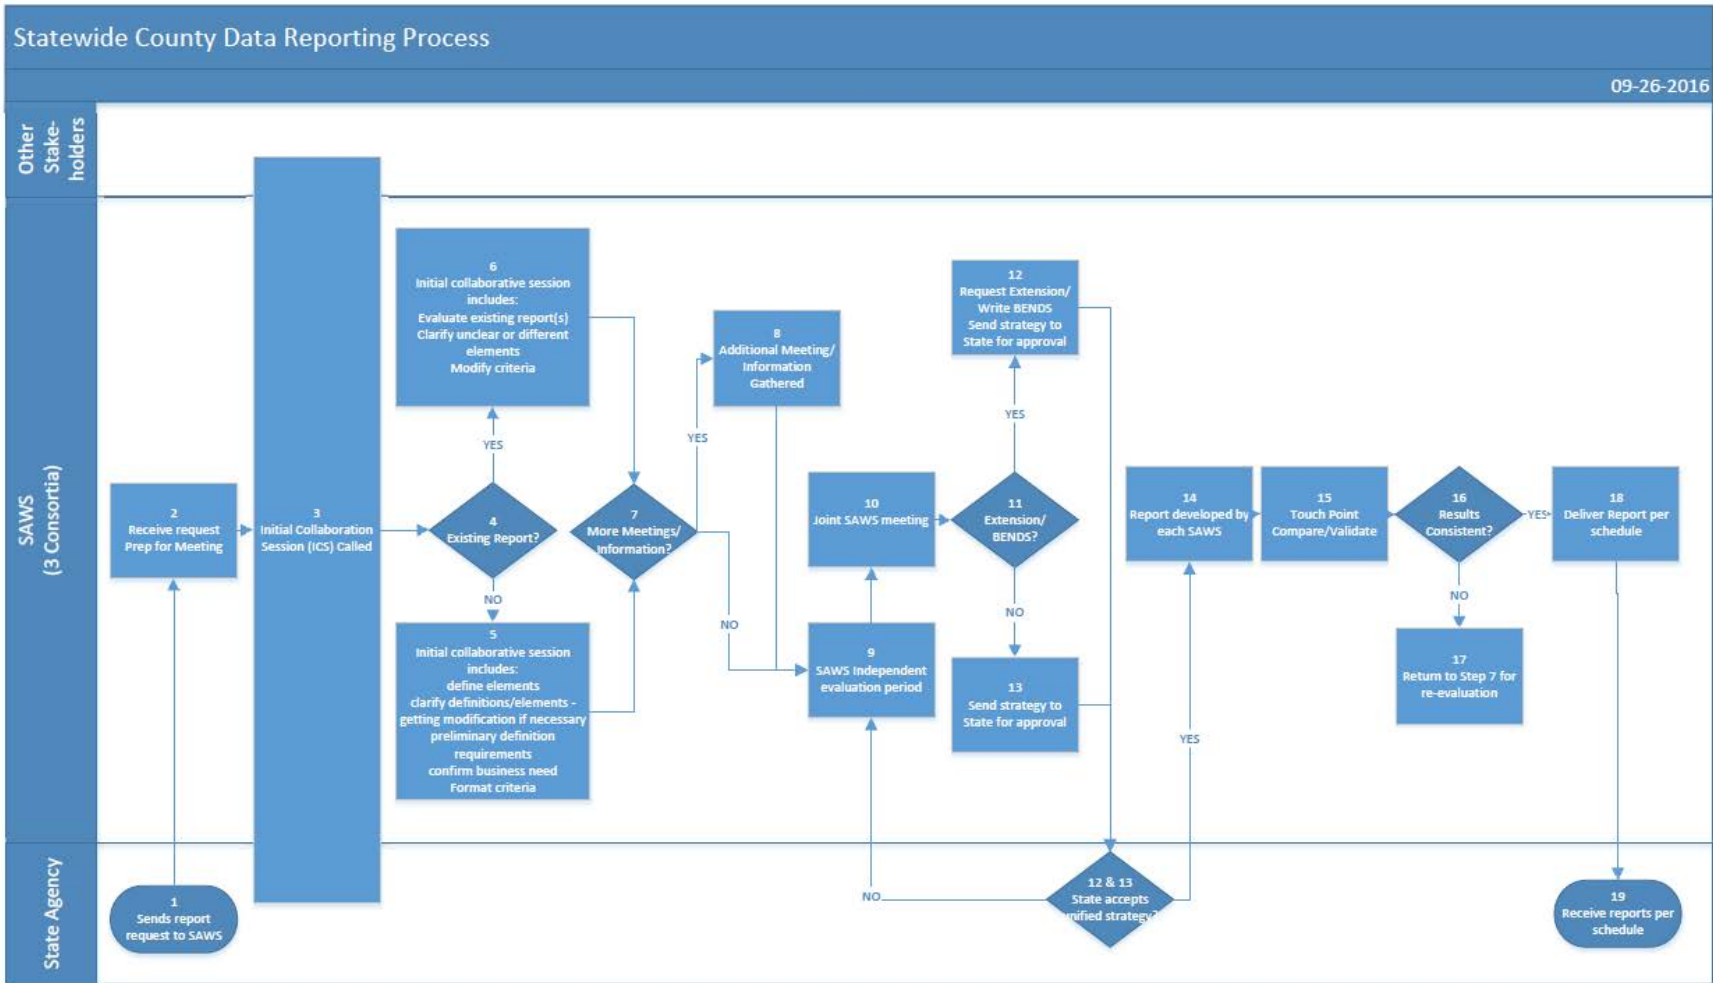 Statewide County Data Reporting Process
09-26-2016
Other
Stake-
holders
SAWS
(3 Consortia)
State Agency
1
Sends report
request to SAWS
2
Receive request
Prep for Meeting
3
Initial Collaboration
Session (ICS) Called
4
Existing Report?
YES
NO
6
Initial collaborative session
includes:
Evaluate existing report(s)
Clarify unclear or different
elements
Modify criteria
5
Initial collaborative session
includes:
define elements
clarify definitions/elements -
getting modification if necessary
preliminary definition
requirements
confirm business need
Format criteria
7
More Meetings/
Information?
YES
NO
8
Additional Meeting/
Information
Gathered
9
SAWS Independent
evaluation period
10
Joint SAWS meeting
11
Extension/
BENDS?
YES
NO
12
Request Extension/
Write BENDS
Send strategy to
State for approval
13
Send strategy to
State for approval
12 & 13
State accepts
unified strategy?
NO
YES
14
Report developed by
each SAWS
15
Touch Point
Compare/Validate
16
Results
Consistent?
YES
NO
17
Return to Step 7 for
re-evaluation
18
Deliver Report per
schedule
19
Receive reports per
schedule